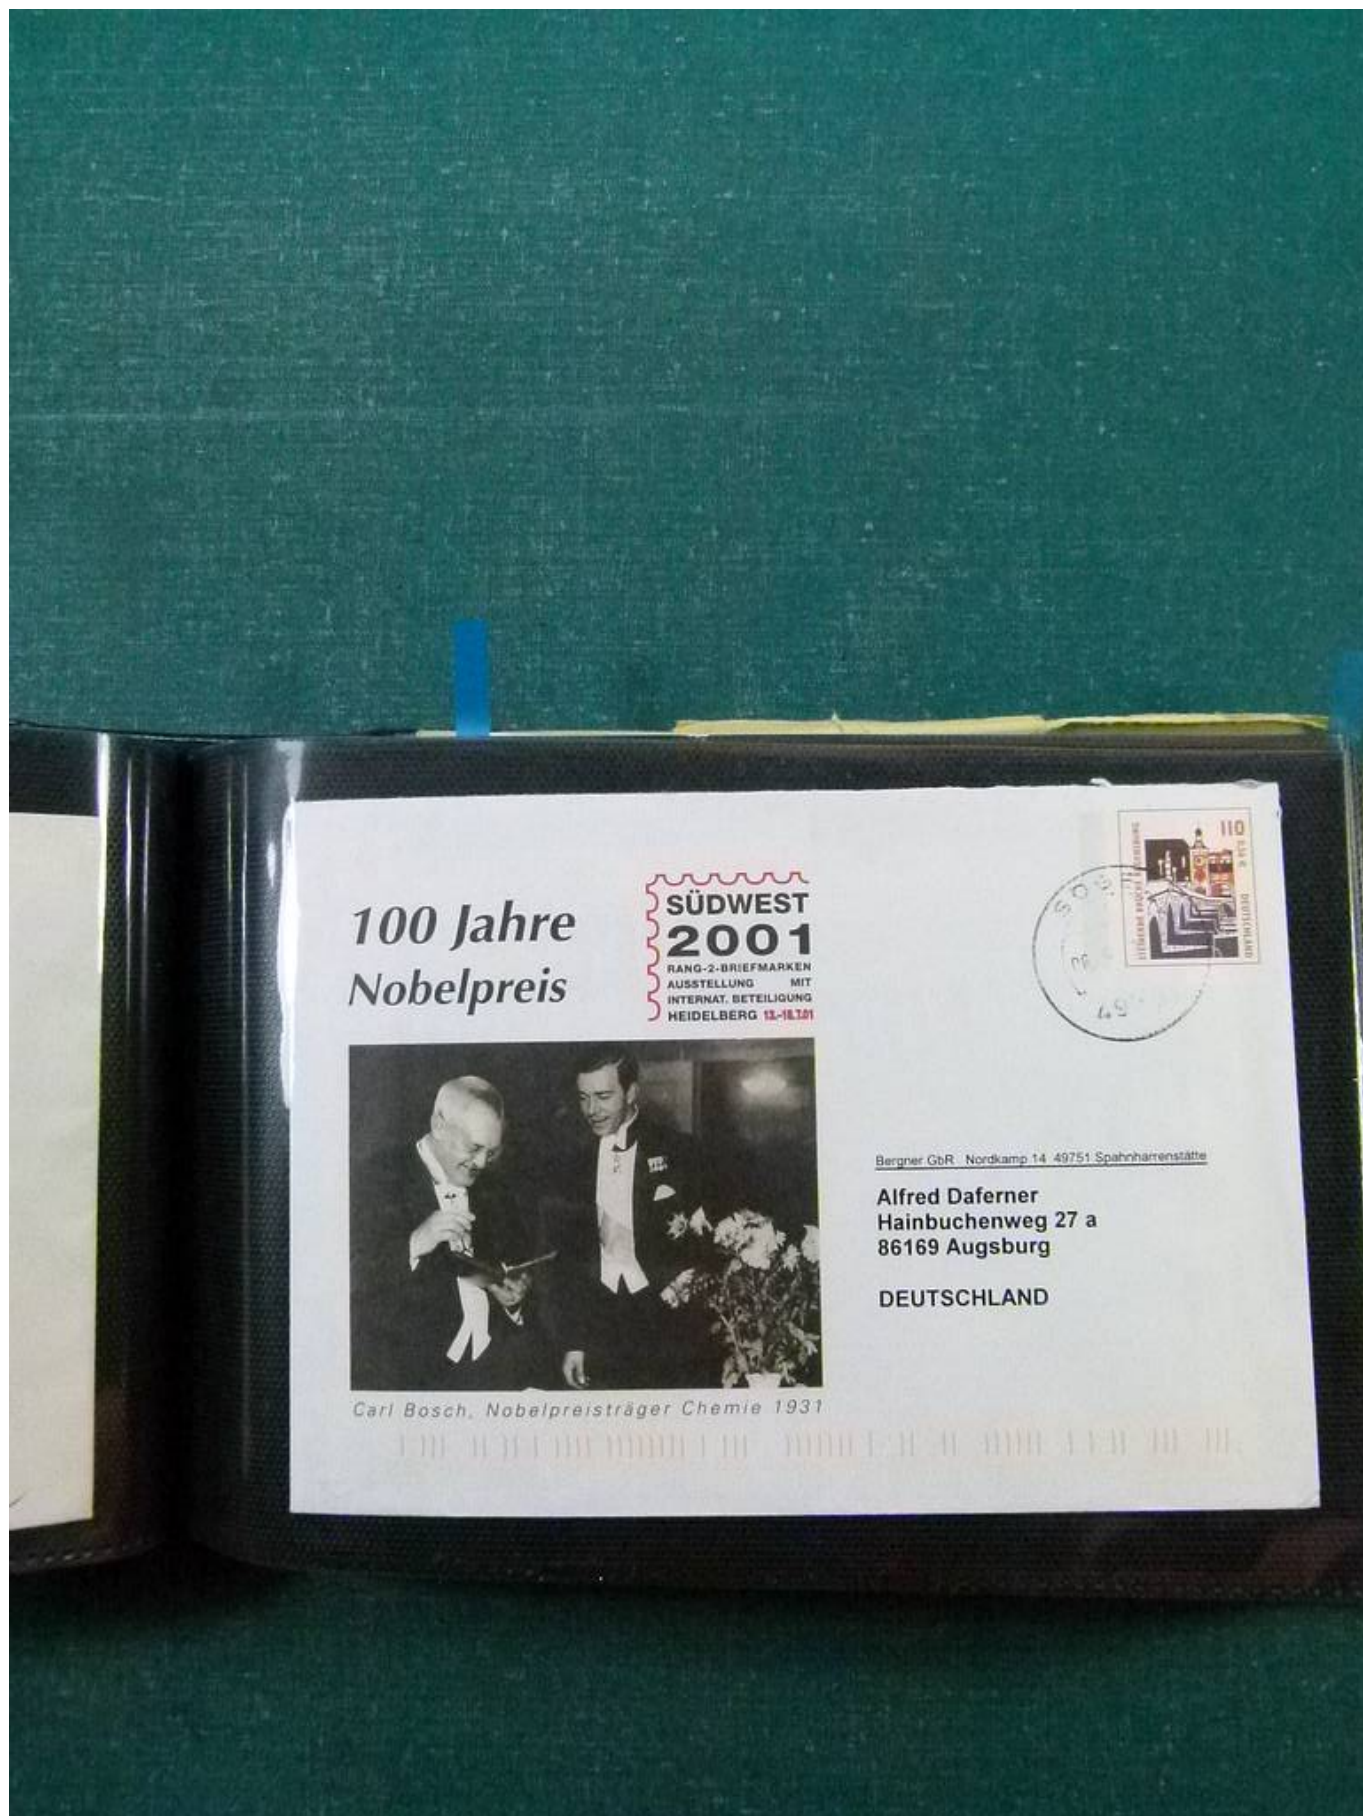 100 Jahre
Nobelpreis
SÜDWEST
2001
RANG-2-BRIEFMARKEN
AUSSTELLUNG MIT
INTERNAT. BETEILIGUNG
HEIDELBERG 13.-18.7.01
110
DEUTSCHLAND
Bergner GbR Nordkamp 14 49751 Spahnharrenstätte
Alfred Daferner
Hainbuchenweg 27 a
86169 Augsburg
DEUTSCHLAND
Carl Bosch, Nobelpreisträger Chemie 1931